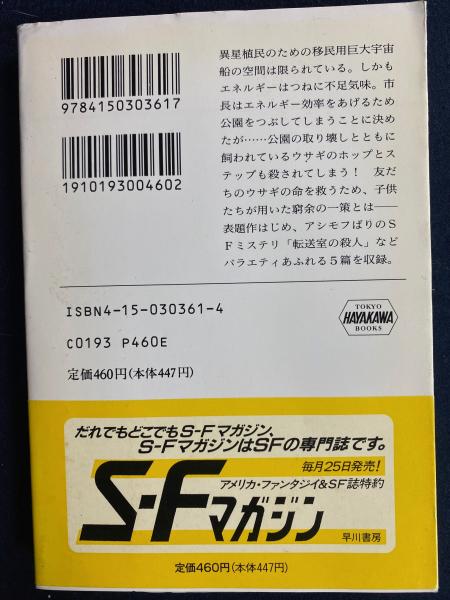 異星植民のための移民用巨大宇宙
船の空間は限られている。しかも
エネルギーはつねに不足気味。市
長はエネルギー効率をあげるため
公園をつぶしてしまうことに決め
たが……公園の取り壊しとともに
飼われているウサギのホップとス
テップも殺されてしまう！ 友だ
ちのウサギの命を救うため、子供
たちが用いた窮余の一策とは——
表題作はじめ、アシモフばりのS
Fミステリ「転送室の殺人」など
バラエティあふれる5篇を収録。
9784150303617
1910193004602
ISBN4-15-030361-4
C0193 P460E
定価460円(本体447円)
TOKYO
HAYAKAWA
BOOKS
だれでもどこでもS-Fマガジン、
S-FマガジンはSFの専門誌です。
毎月25日発売!
アメリカ・ファンタジイ&SF誌特約
S-Fマガジン
早川書房
定価460円(本体447円)